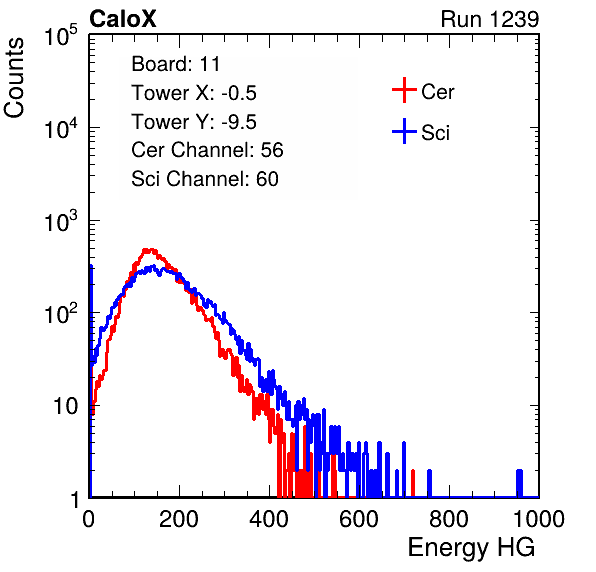 CaloX Run 1239
Counts
10^5
10^4
10^3
10^2
10
1
Board: 11
Tower X: -0.5
Tower Y: -9.5
Cer Channel: 56
Sci Channel: 60
Cer
Sci
0 200 400 600 800 1000
Energy HG